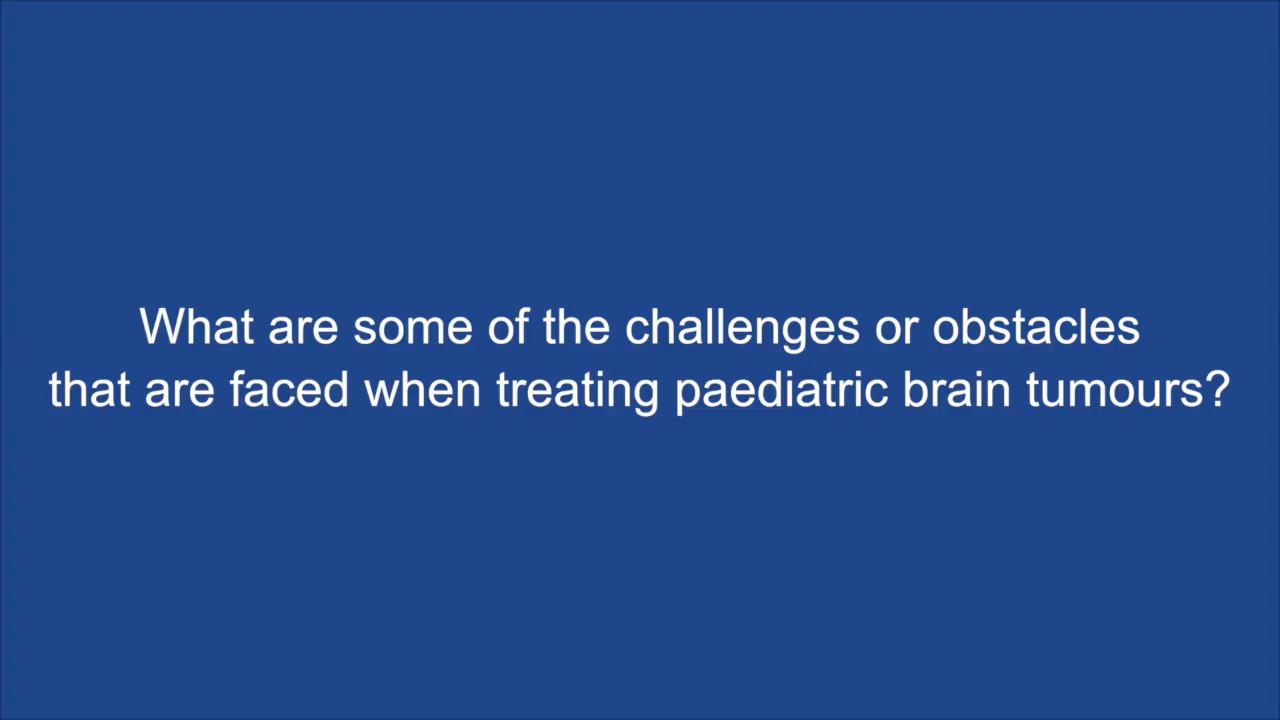 What are some of the challenges or obstacles
that are faced when treating paediatric brain tumours?